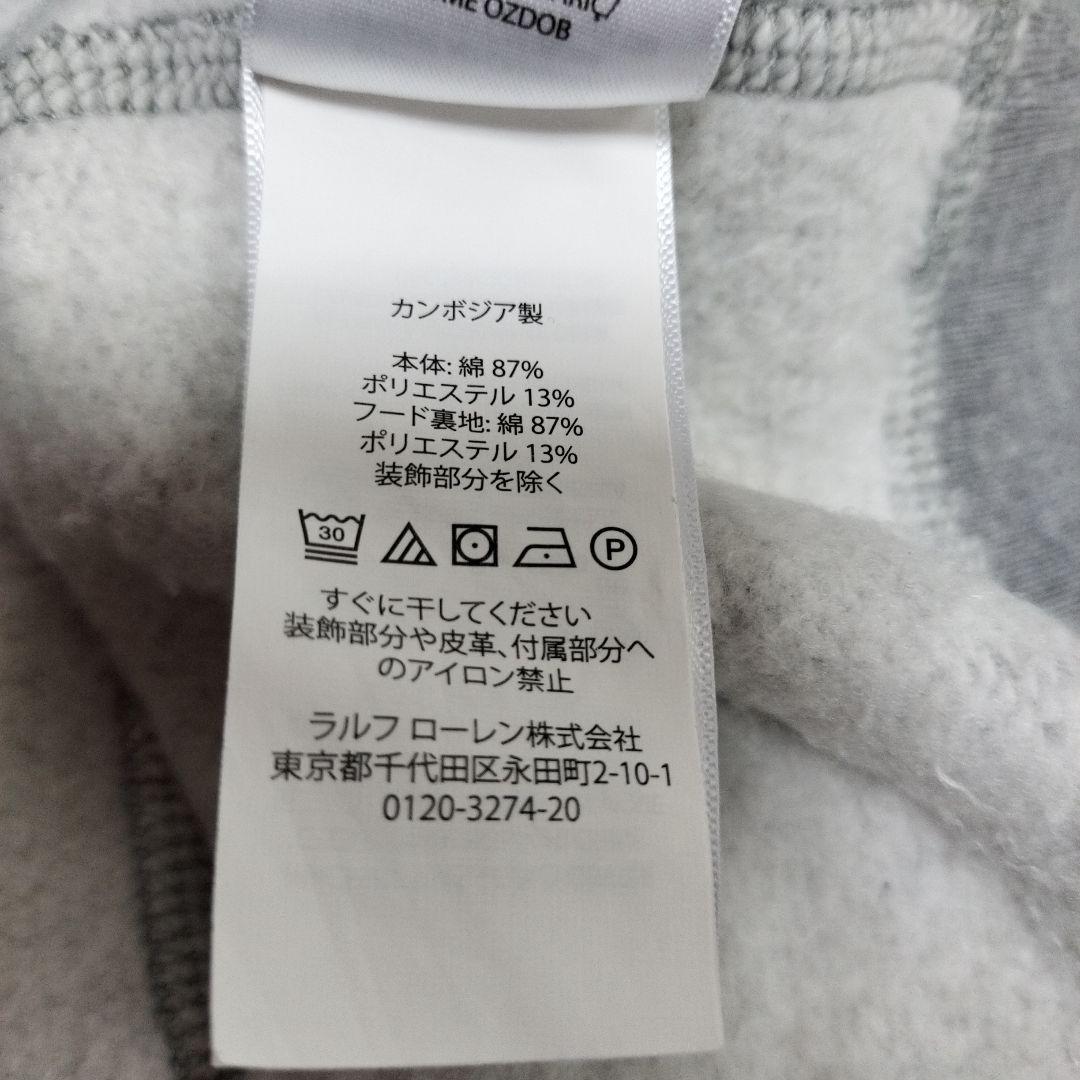 ME OZDOB
カンボジア製
本体: 綿 87%
ポリエステル 13%
フード裏地: 綿 87%
ポリエステル 13%
装飾部分を除く
30
P
すぐに干してください
装飾部分や皮革、付属部分へ
のアイロン禁止
ラルフ ローレン株式会社
東京都千代田区永田町2-10-1
0120-3274-20